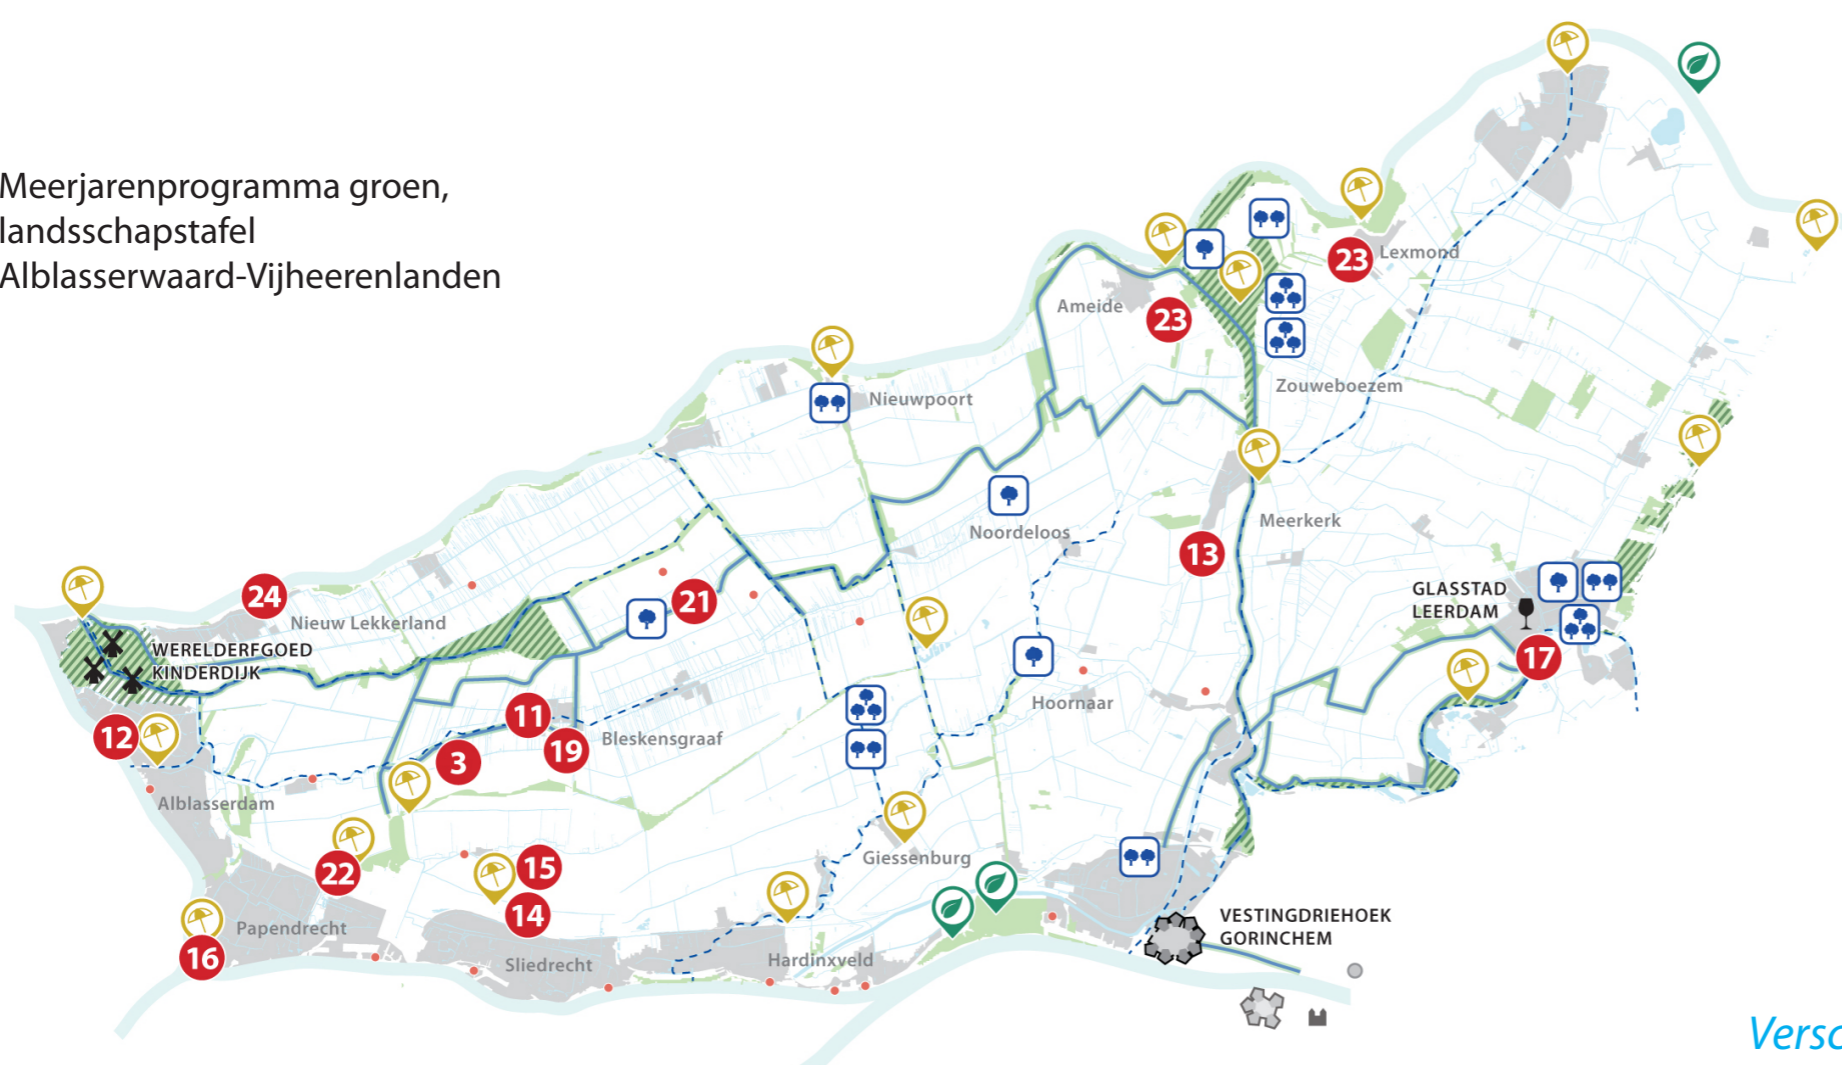 Meerjarenprogramma groen,
landsschapstafel
Alblasserwaard-Vijheerenlanden
23
Lexmond
Ameide
23
Zouweboezem
Nieuwpoort
Noordeloos
Meerkerk
13
24
Nieuw Lekkerland
21
GLASSTAD
LEERDAM
WERELDERFGOED
KINDERDIJK
17
12
11
19
Bleskensgraaf
Hoornaar
3
Alblasserdam
22
15
14
Giessenburg
Papendrecht
16
Sliedrecht
Hardinxveld
VESTINGDRIEHOEK
GORINCHEM
Versc